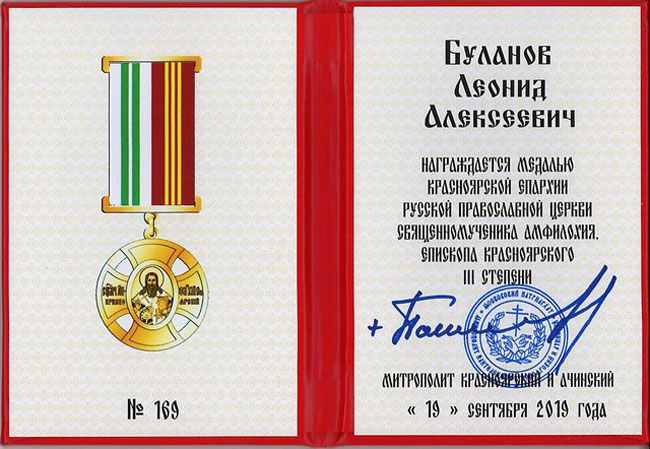 № 169
Буланов
Леонид
Алексеевич
НАГРАЖДАЕТСЯ МЕДАЛЬЮ
КРАСНОЯРСКОЙ ЕПАРХИИ
РУССКОЙ ПРАВОСЛАВНОЙ ЦЕРКВИ
СВЯЩЕННОМУЧЕНИКА АМФИЛОХИЯ,
ЕПИСКОПА КРАСНОЯРСКОГО
III СТЕПЕНИ
МИТРОПОЛИТ КРАСНОЯРСКИЙ И АЧИНСКИЙ
« 19 » СЕНТЯБРЯ 2019 ГОДА